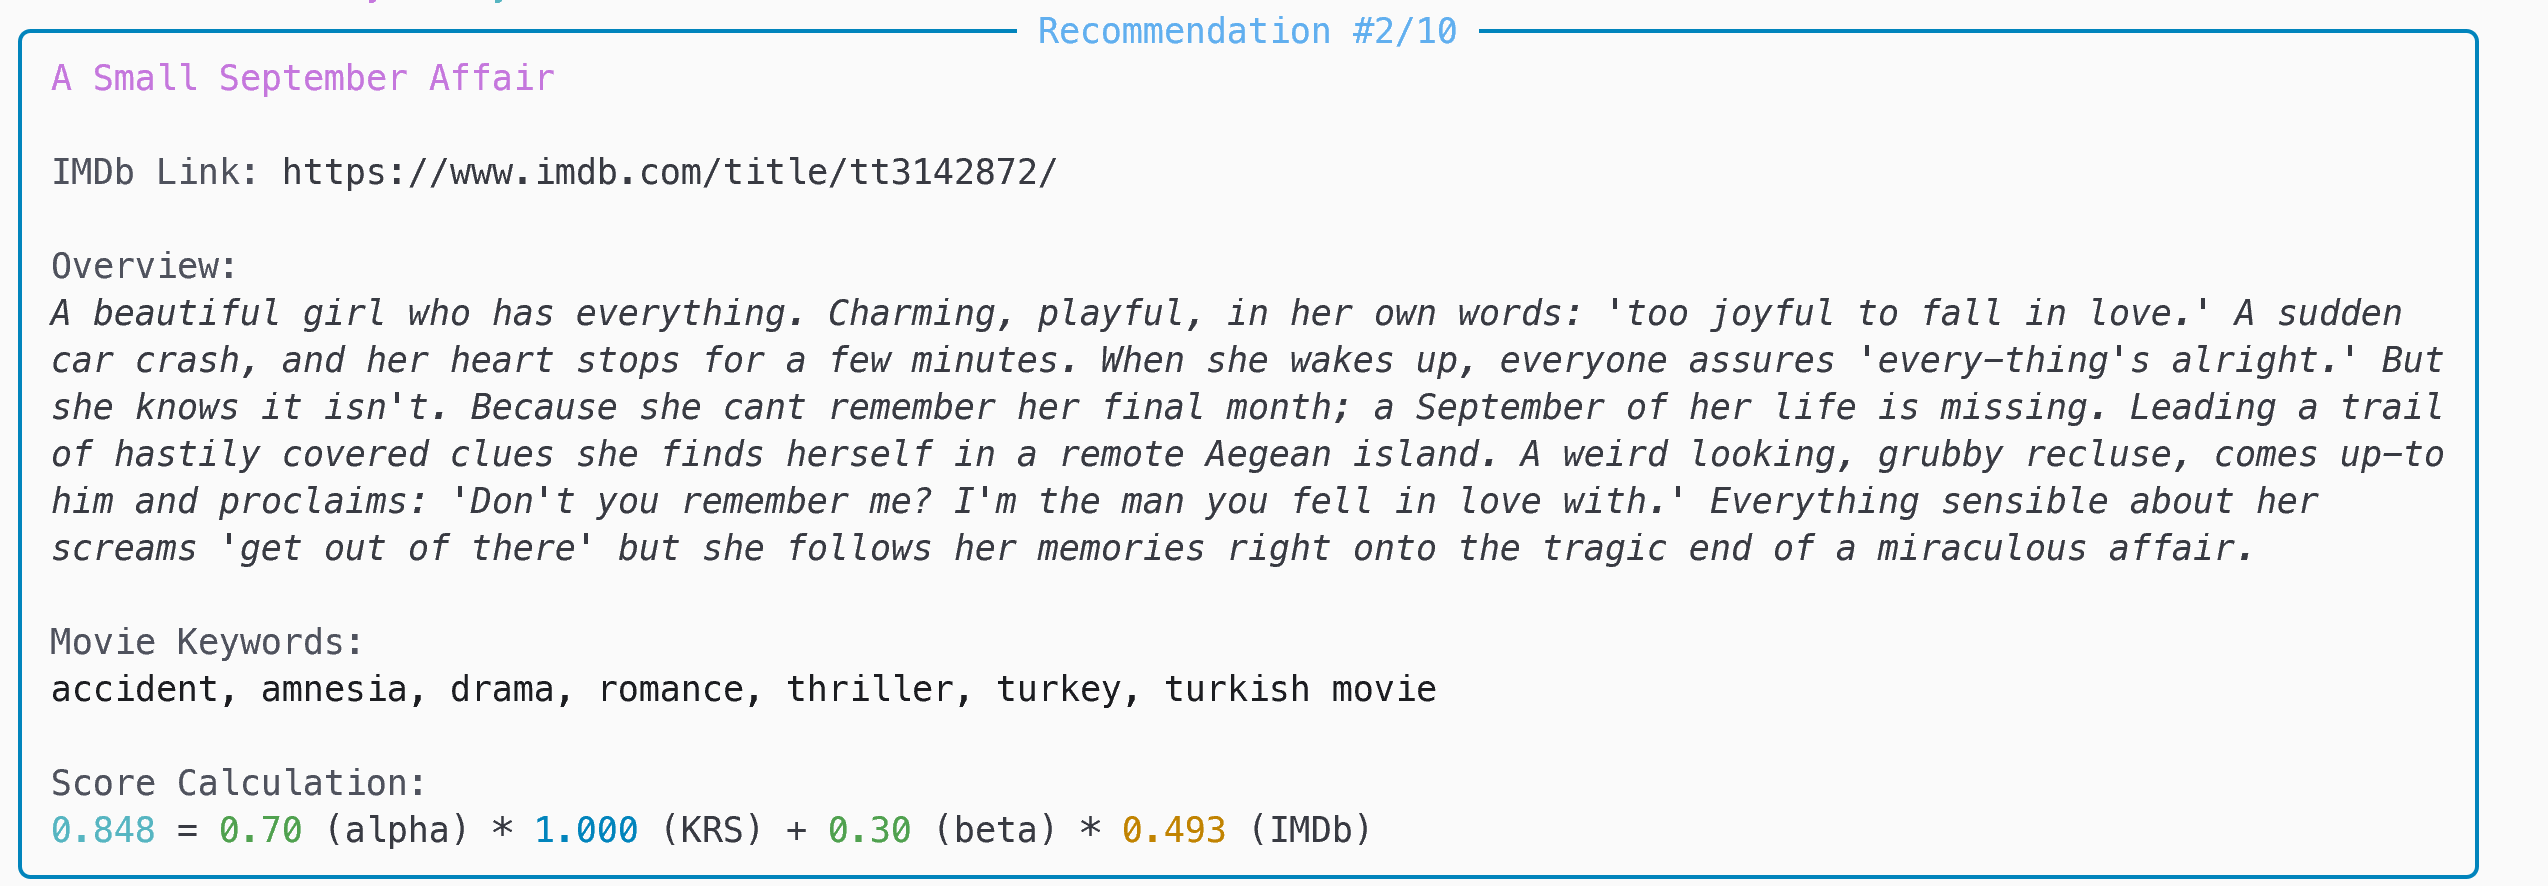 Recommendation #2/10
A Small September Affair
IMDb Link: https://www.imdb.com/title/tt3142872/
Overview:
A beautiful girl who has everything. Charming, playful, in her own words: 'too joyful to fall in love.' A sudden
car crash, and her heart stops for a few minutes. When she wakes up, everyone assures 'every-thing's alright.' But
she knows it isn't. Because she cant remember her final month; a September of her life is missing. Leading a trail
of hastily covered clues she finds herself in a remote Aegean island. A weird looking, grubby recluse, comes up-to
him and proclaims: 'Don't you remember me? I'm the man you fell in love with.' Everything sensible about her
screams 'get out of there' but she follows her memories right onto the tragic end of a miraculous affair.
Movie Keywords:
accident, amnesia, drama, romance, thriller, turkey, turkish movie
Score Calculation:
0.848 = 0.70 (alpha) * 1.000 (KRS) + 0.30 (beta) * 0.493 (IMDb)